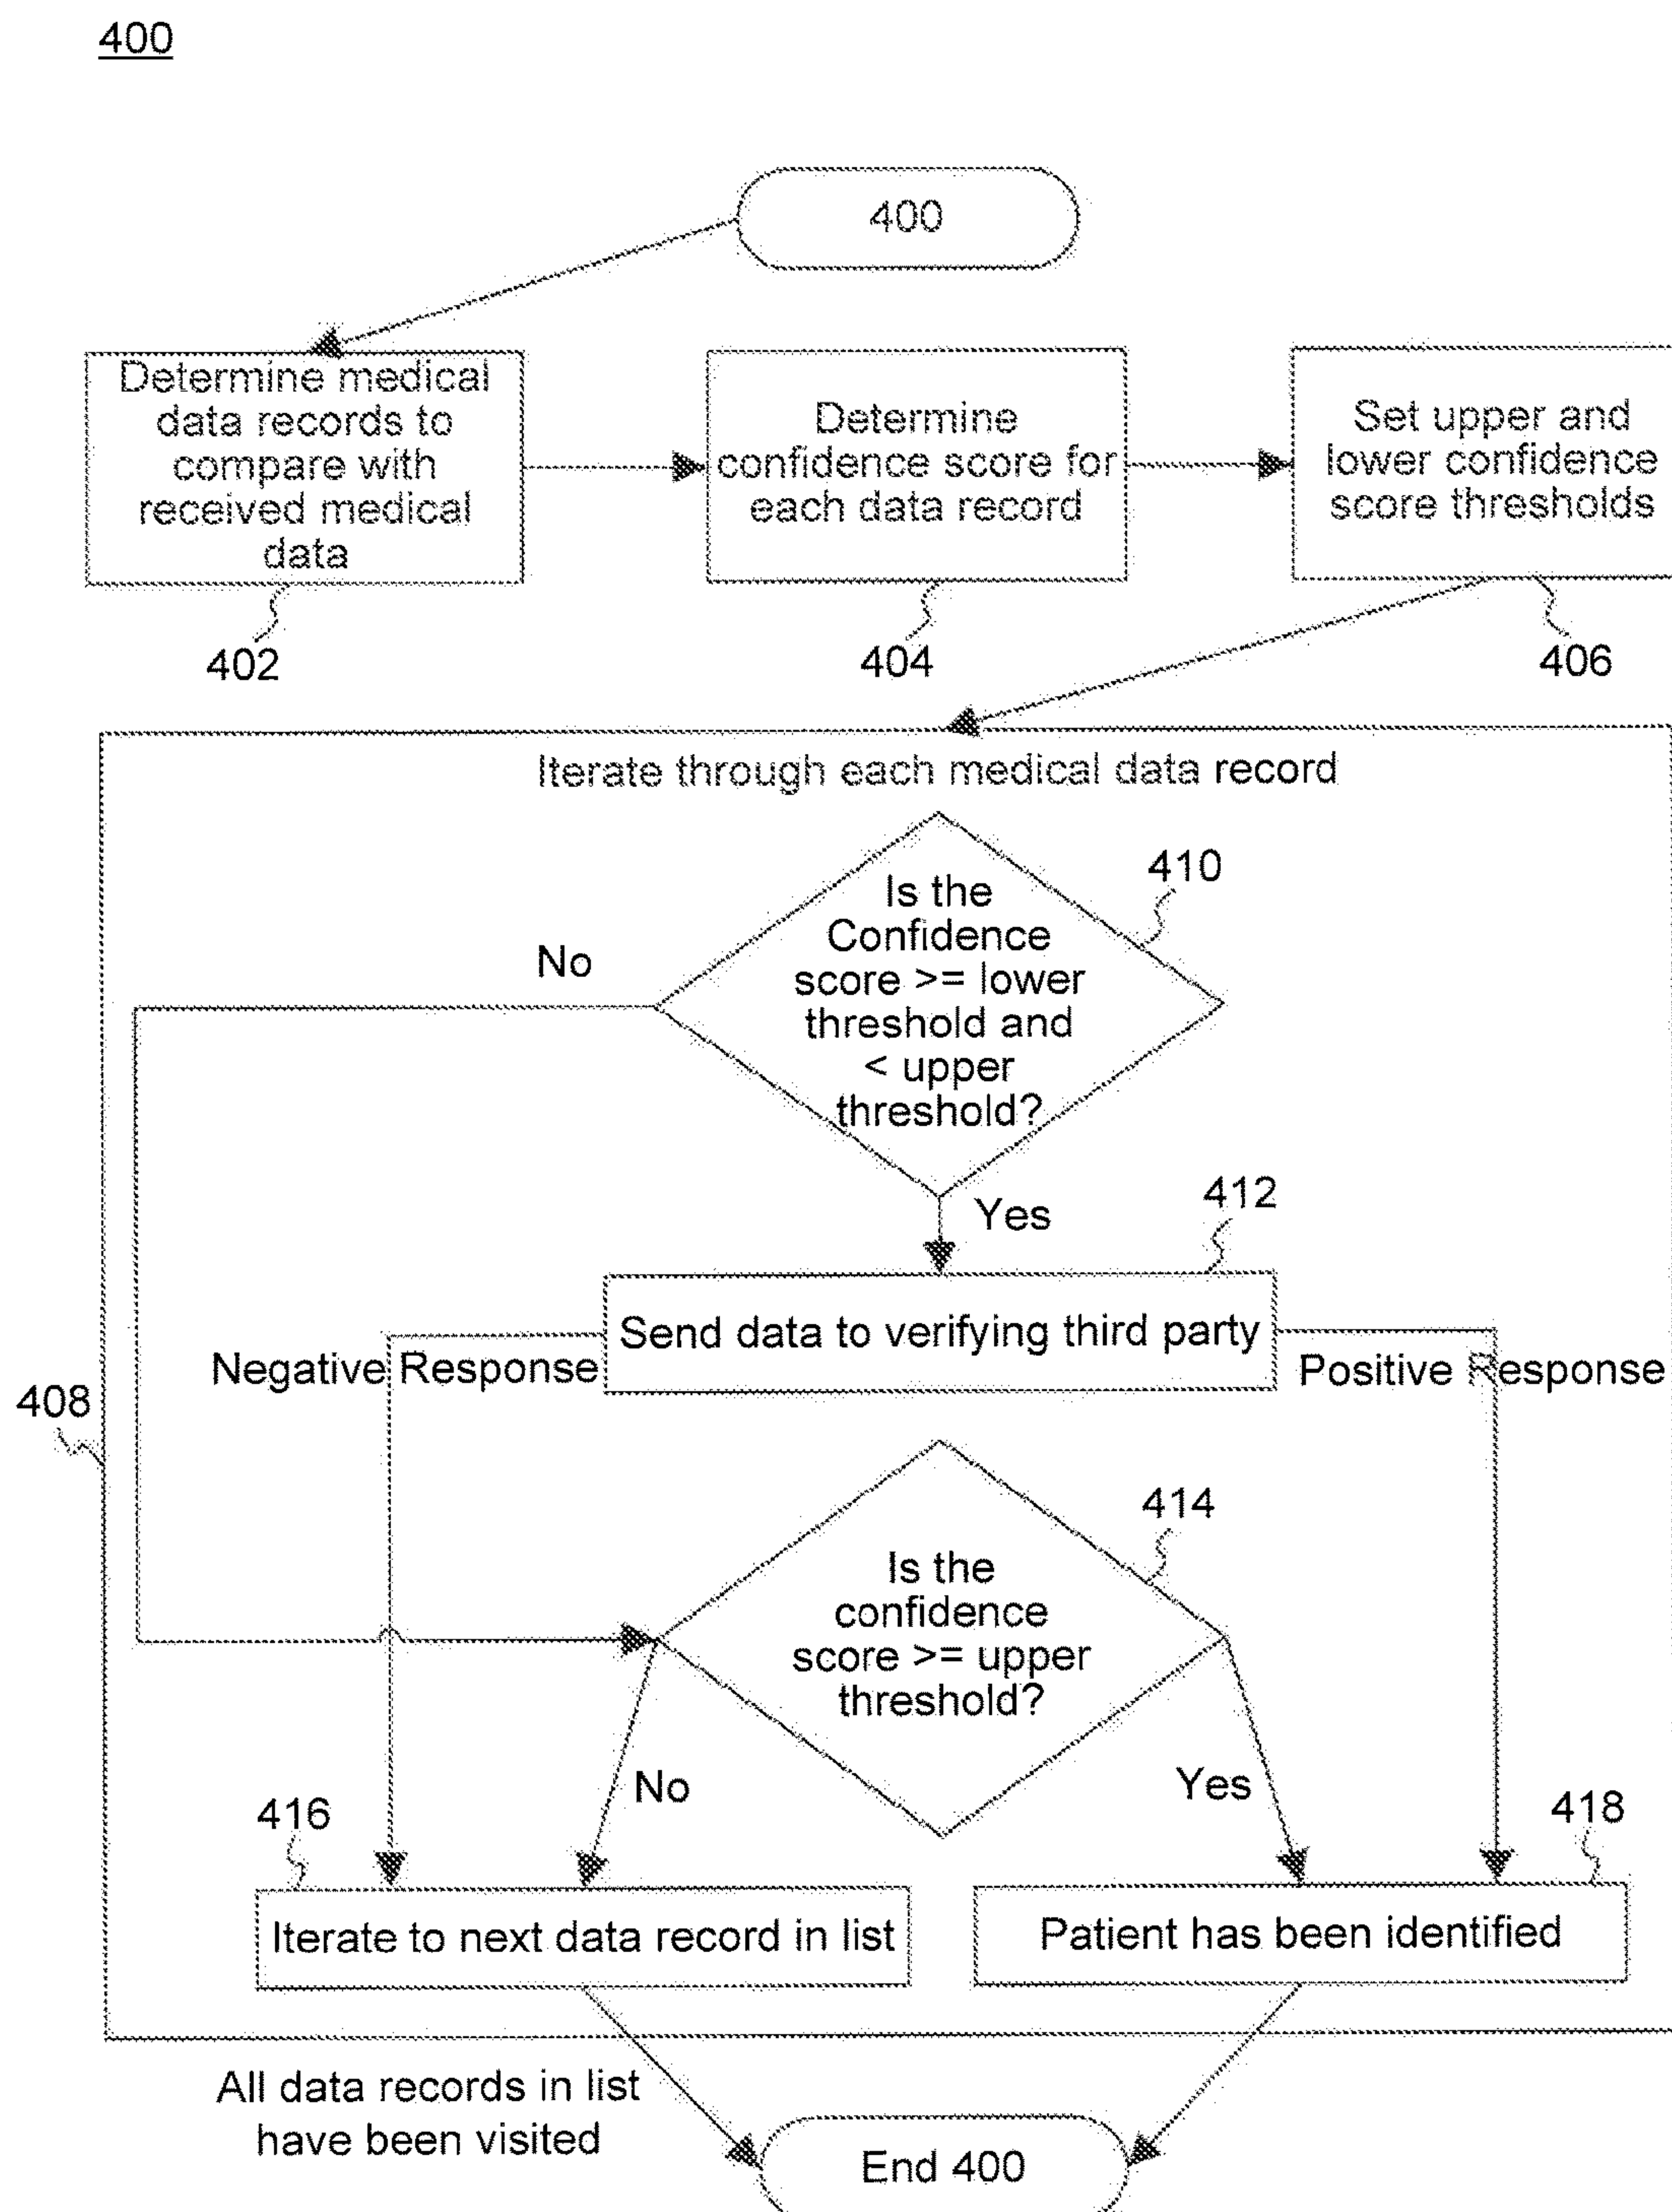 400
400
Determine medical
data records to
compare with
received medical
data
Determine
confidence score for
each data record
Set upper and
lower confidence
score thresholds
402
404
406
Iterate through each medical data record
410
Is the
Confidence
score >= lower
threshold and
< upper
threshold?
No
Yes
412
Send data to verifying third party
Negative Response
Positive Response
408
414
Is the
confidence
score >= upper
threshold?
No
Yes
416
418
Iterate to next data record in list
Patient has been identified
All data records in list
have been visited
End 400